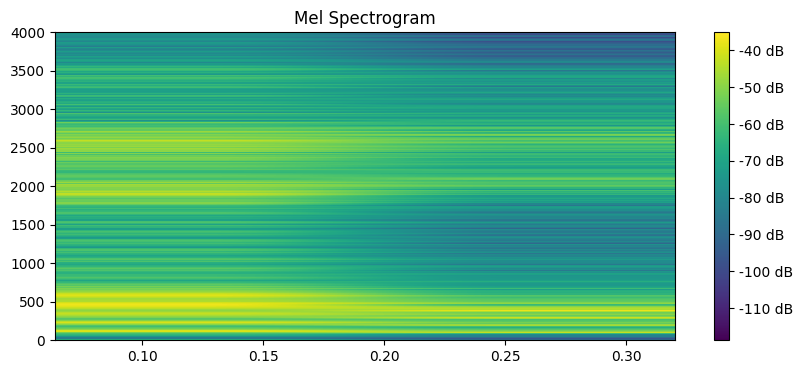 Mel Spectrogram
4000
3500
3000
2500
2000
1500
1000
500
0
0.10
0.15
0.20
0.25
0.30
-40 dB
-50 dB
-60 dB
-70 dB
-80 dB
-90 dB
-100 dB
-110 dB